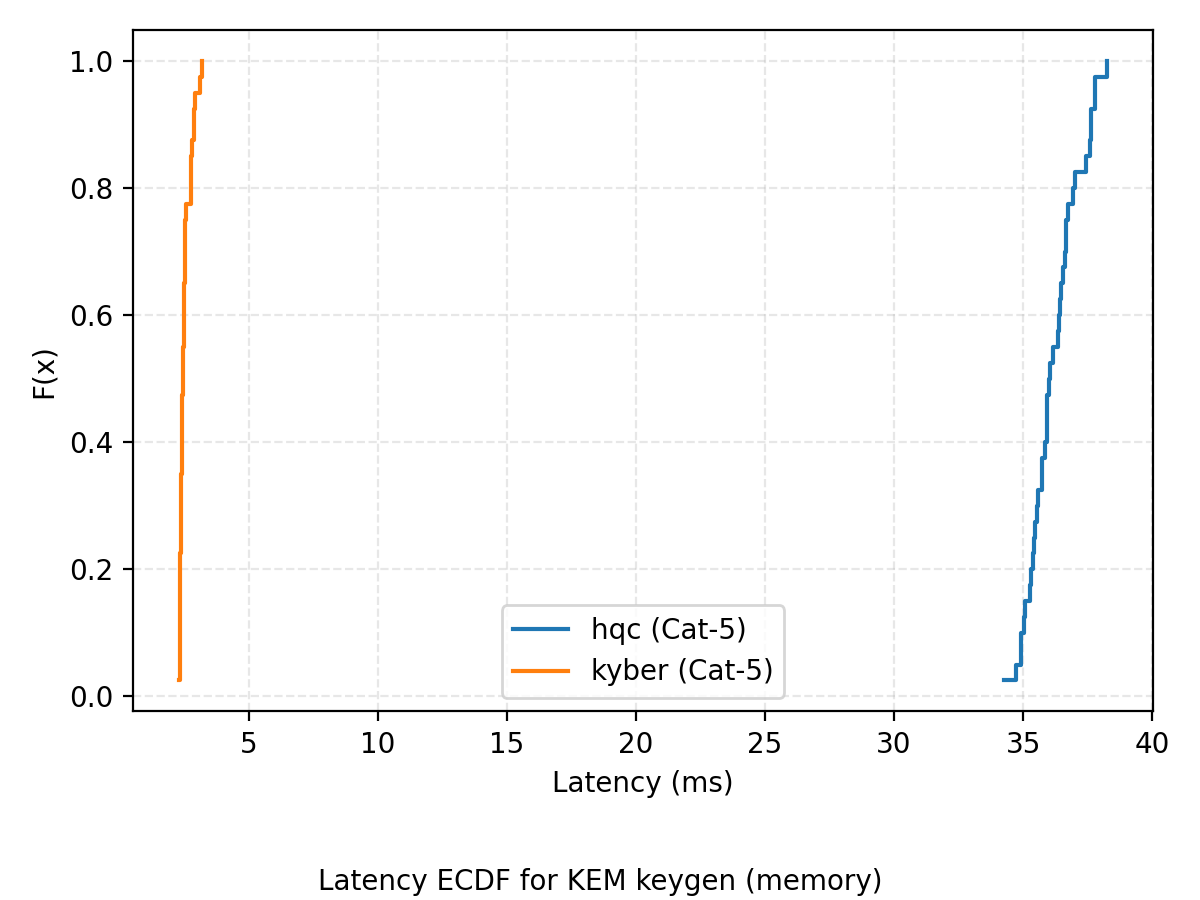 1.0
0.8
0.6
0.4
0.2
0.0
F(x)
hqc (Cat-5)
kyber (Cat-5)
5 10 15 20 25 30 35 40
Latency (ms)
Latency ECDF for KEM keygen (memory)